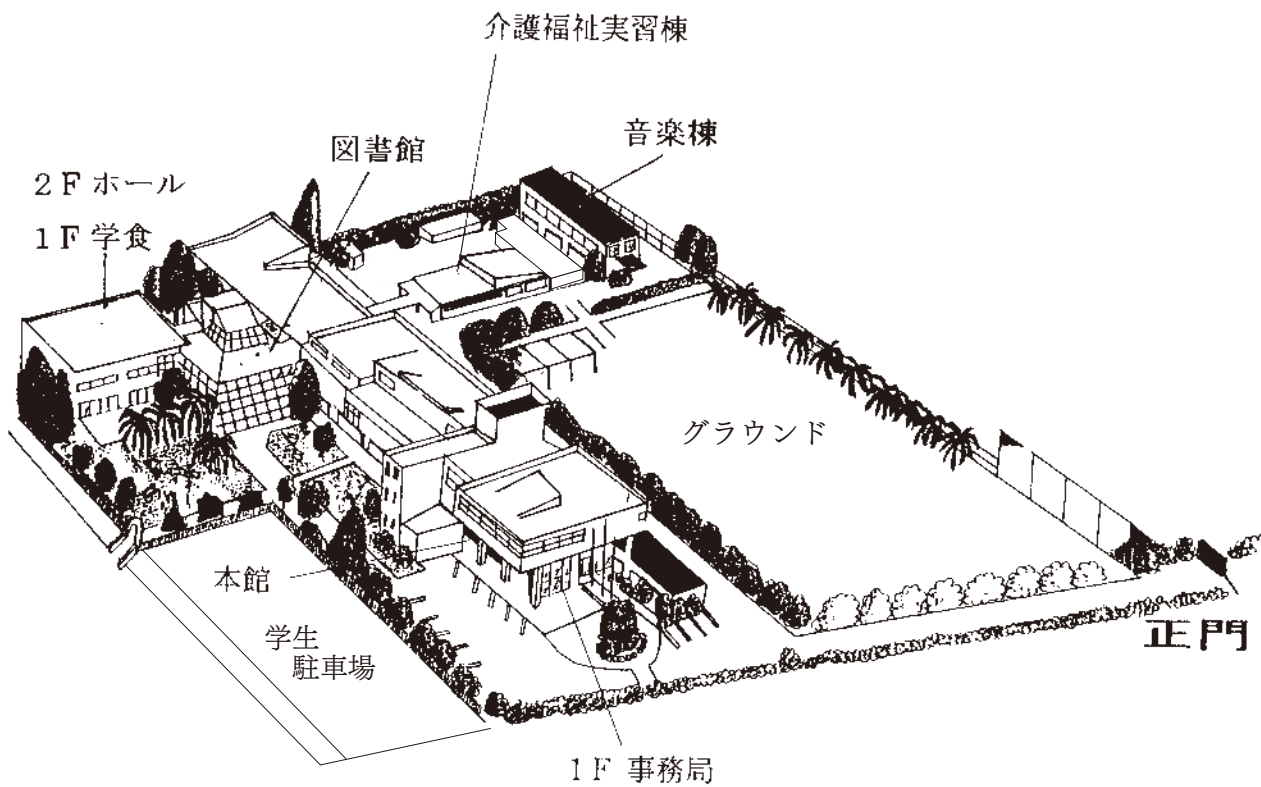 介護福祉実習棟
音楽棟
図書館
2Fホール
1F学食
グラウンド
本館
学生
駐車場
正門
1F 事務局